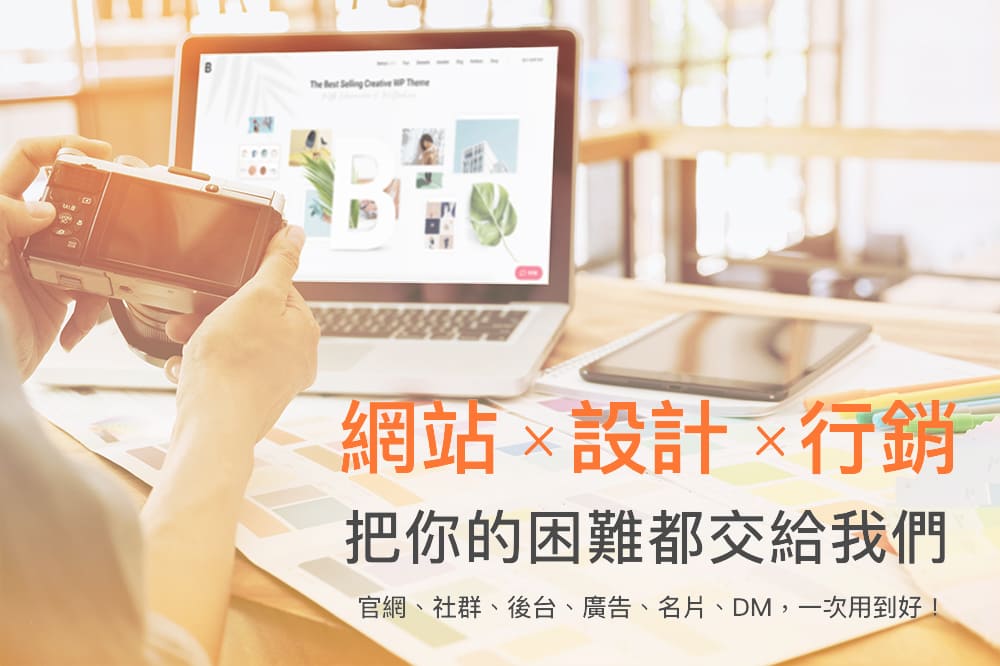 B
The Best Selling Creative WP Theme
B
網站 × 設計 × 行銷
把你的困難都交給我們
官網、社群、後台、廣告、名片、DM，一次用到好！